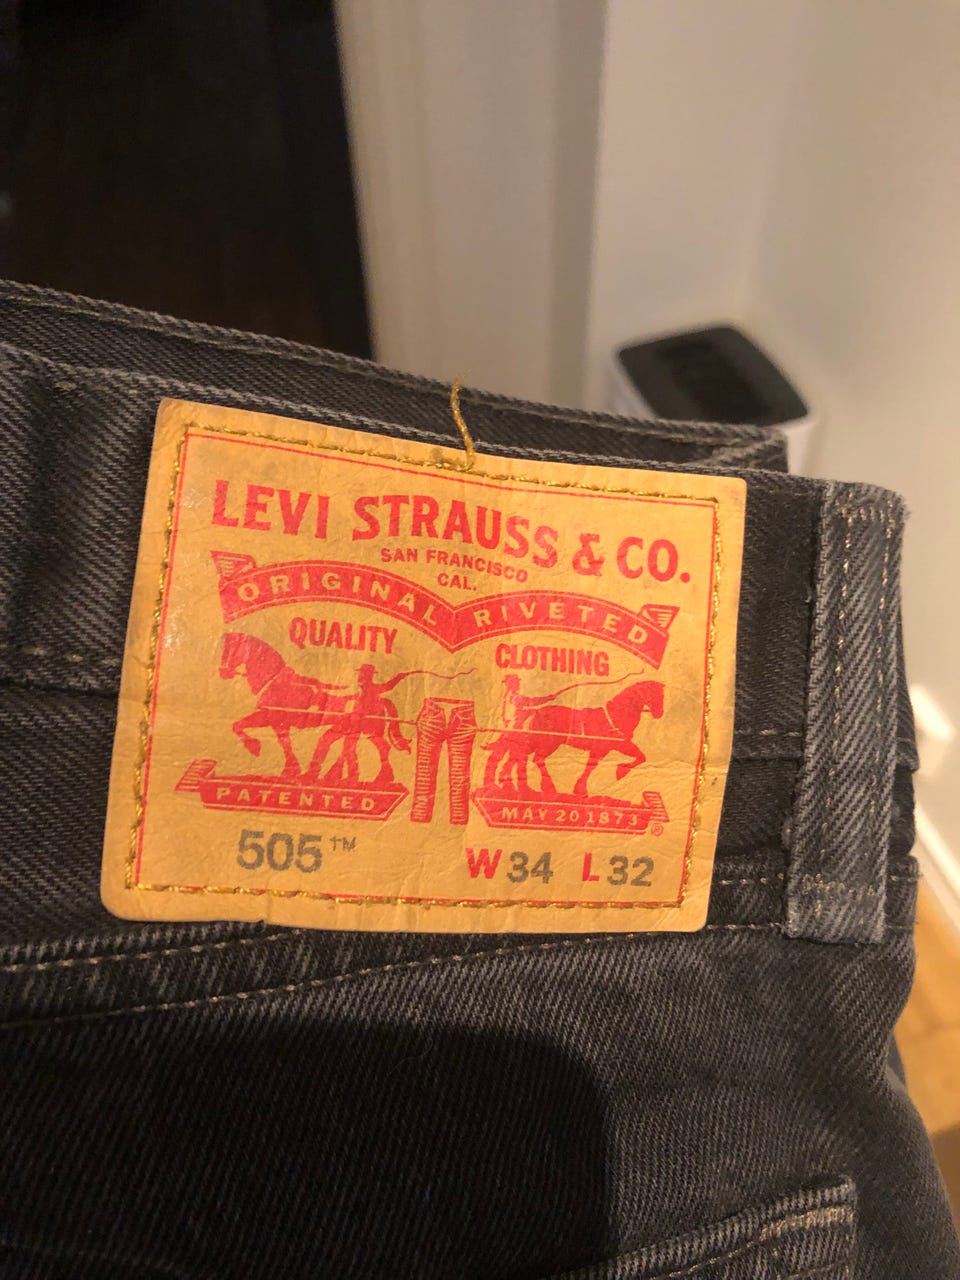 LEVI STRAUSS & CO.
SAN FRANCISCO
CAL.
ORIGINAL RIVETED
QUALITY CLOTHING
PATENTED MAY 20 1873 ®
505™ W34 L32